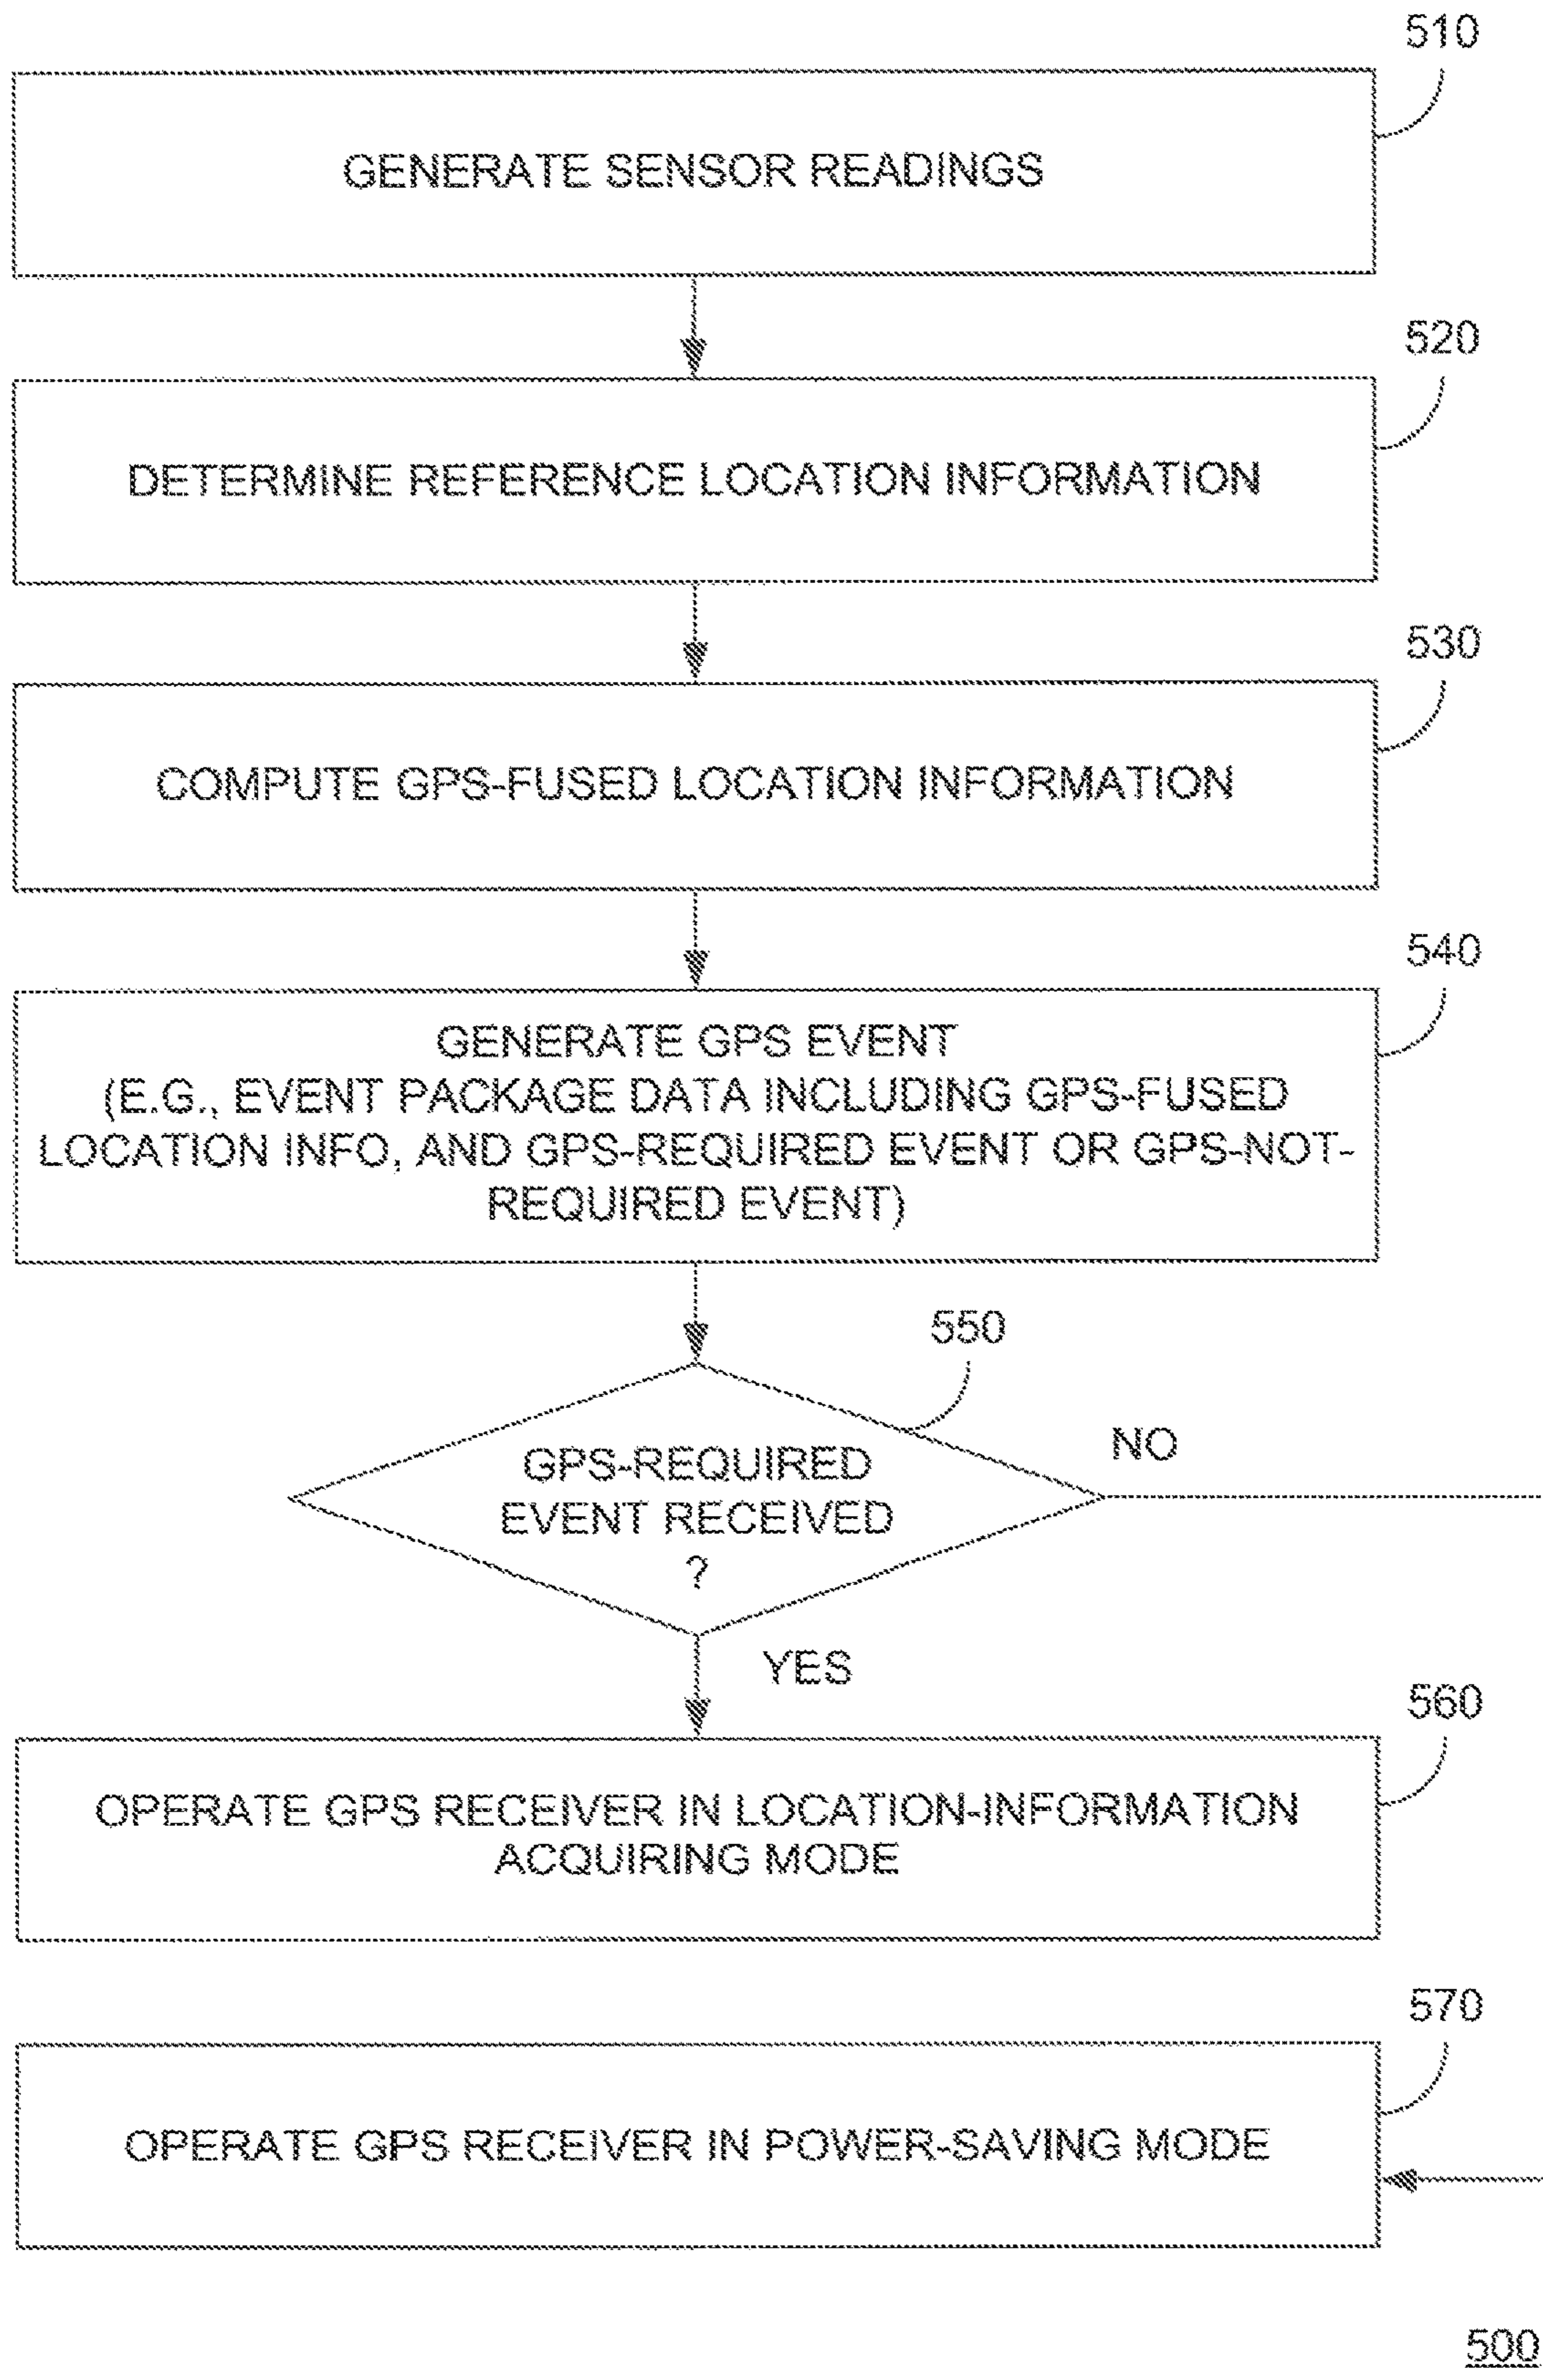 510
GENERATE SENSOR READINGS
520
DETERMINE REFERENCE LOCATION INFORMATION
530
COMPUTE GPS-FUSED LOCATION INFORMATION
540
GENERATE GPS EVENT
(E.G., EVENT PACKAGE DATA INCLUDING GPS-FUSED
LOCATION INFO, AND GPS-REQUIRED EVENT OR GPS-NOT-
REQUIRED EVENT)
550
NO
GPS-REQUIRED
EVENT RECEIVED
?
YES
560
OPERATE GPS RECEIVER IN LOCATION-INFORMATION
ACQUIRING MODE
570
OPERATE GPS RECEIVER IN POWER-SAVING MODE
500